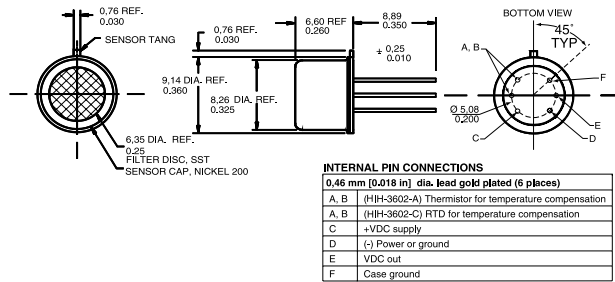 0,76 REF.
0.030
SENSOR TANG
6,35 DIA. REF.
0.25
FILTER DISC, SST
SENSOR CAP, NICKEL 200
0,76 REF.
0.030
9,14 DIA. REF.
0.360
8,26 DIA. REF.
0.325
6,60 REF
0.260
8,89
0.350
± 0,25
0.010
BOTTOM VIEW
45°
TYP
A, B
F
Ø 5,08
0.200
E
C
D
INTERNAL PIN CONNECTIONS
0,46 mm [0.018 in] dia. lead gold plated (6 places)
A, B (HIH-3602-A) Thermistor for temperature compensation
A, B (HIH-3602-C) RTD for temperature compensation
C +VDC supply
D (-) Power or ground
E VDC out
F Case ground